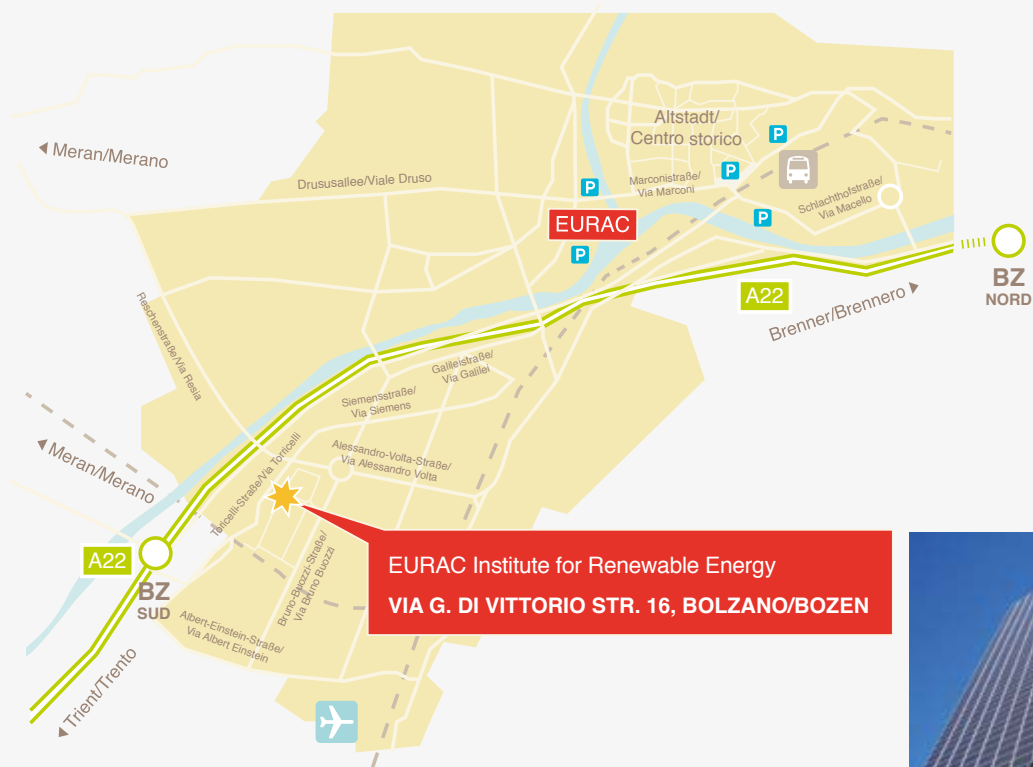 Altstadt/
Centro storico
P
◀ Meran/Merano
P
Drususallee/Viale Druso
P
Marconistraße/
Via Marconi
Schlachthofstraße/
Via Macello
EURAC
P
P
BZ
NORD
A22
Brenner/Brennero ▶
Reschenstraße/Via Resia
Galileistraße/
Via Galilei
Siemensstraße/
Via Siemens
◀ Meran/Merano
Toricelli-Straße/Via Torricelli
Alessandro-Volta-Straße/
Via Alessandro Volta
A22
BZ
SUD
Bruno-Buozzi-Straße/
Via Bruno Buozzi
EURAC Institute for Renewable Energy
VIA G. DI VITTORIO STR. 16, BOLZANO/BOZEN
Albert-Einstein-Straße/
Via Albert Einstein
◀ Trient/Trento